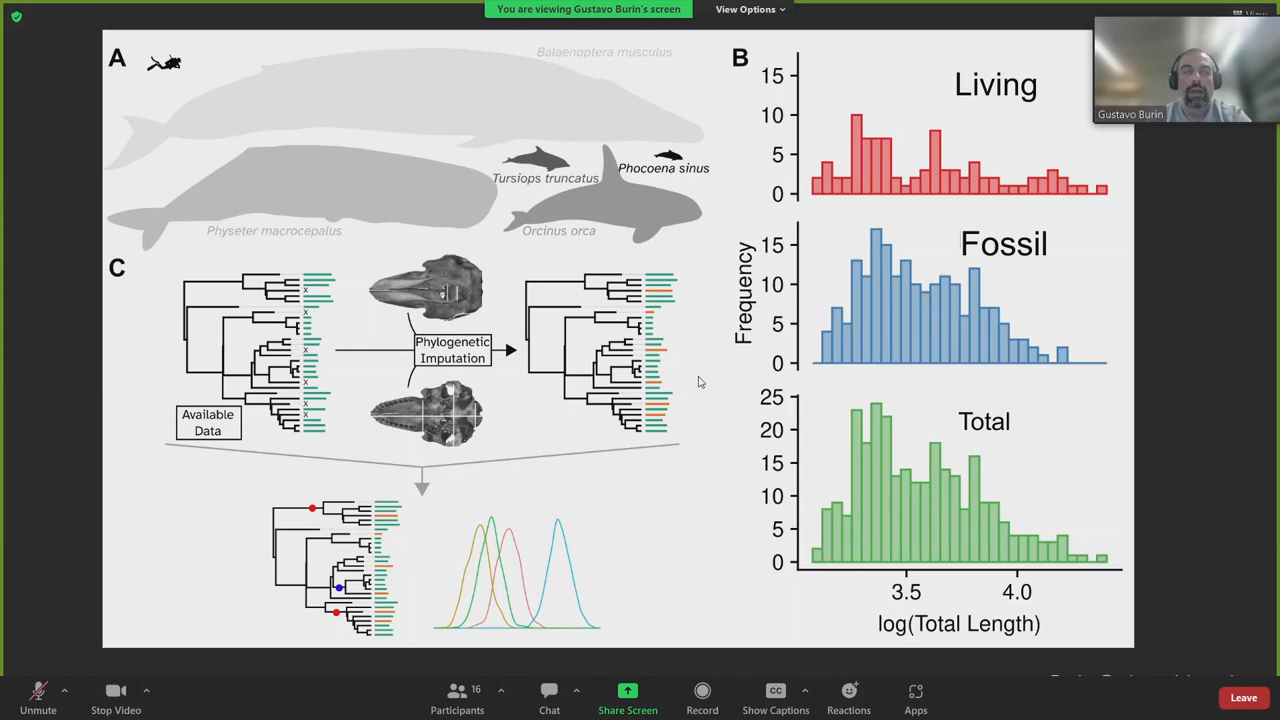 You are viewing Gustavo Burin's screen
View Options
View
Gustavo Burin
A
Balaenoptera musculus
Tursiops truncatus
Phocoena sinus
Physeter macrocepalus
Orcinus orca
B
Living
15
10
5
0
Fossil
15
10
5
0
Frequency
Total
25
20
15
10
5
0
3.5
4.0
log(Total Length)
C
X
X
X
X
X
X
Available
Data
Phylogenetic
Imputation
Unmute
Stop Video
16
Participants
Chat
Share Screen
Record
CC
Show Captions
Reactions
Apps
Leave